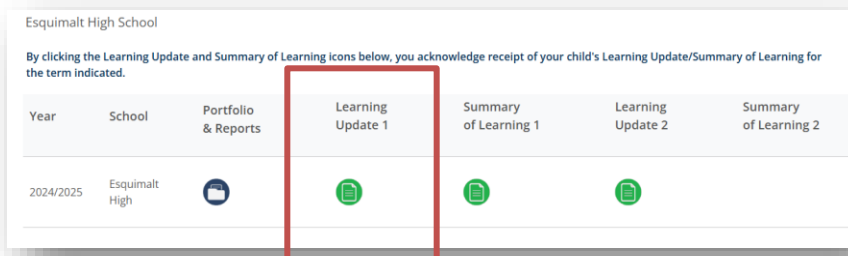 Esquimalt High School
By clicking the Learning Update and Summary of Learning icons below, you acknowledge receipt of your child's Learning Update/Summary of Learning for
the term indicated.
Year School Portfolio & Reports Learning Update 1 Summary of Learning 1 Learning Update 2 Summary of Learning 2
2024/2025 Esquimalt High